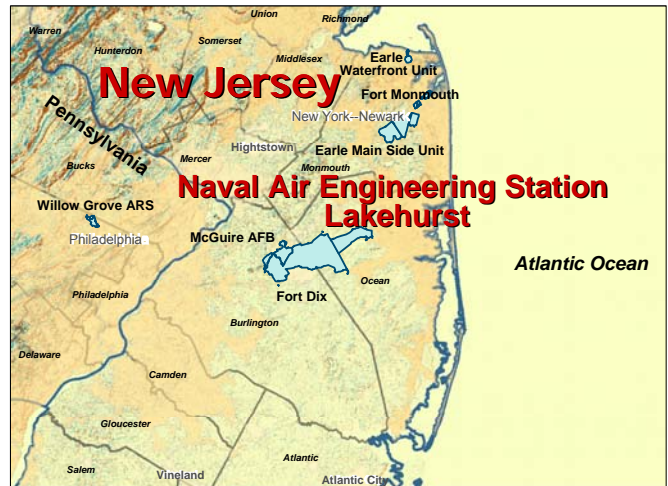 Union
Richmond
Warren
Somerset
Hunterdon
Middlesex
Earle
Waterfront Unit
New Jersey
Fort Monmouth
Pennsylvania
New York--Newark
Hightstown
Earle Main Side Unit
Mercer
Bucks
Monmouth
Naval Air Engineering Station
Lakehurst
Willow Grove ARS
Philadelphia
McGuire AFB
Atlantic Ocean
Ocean
Fort Dix
Philadelphia
Burlington
Delaware
Camden
Gloucester
Salem
Vineland
Atlantic
Atlantic City